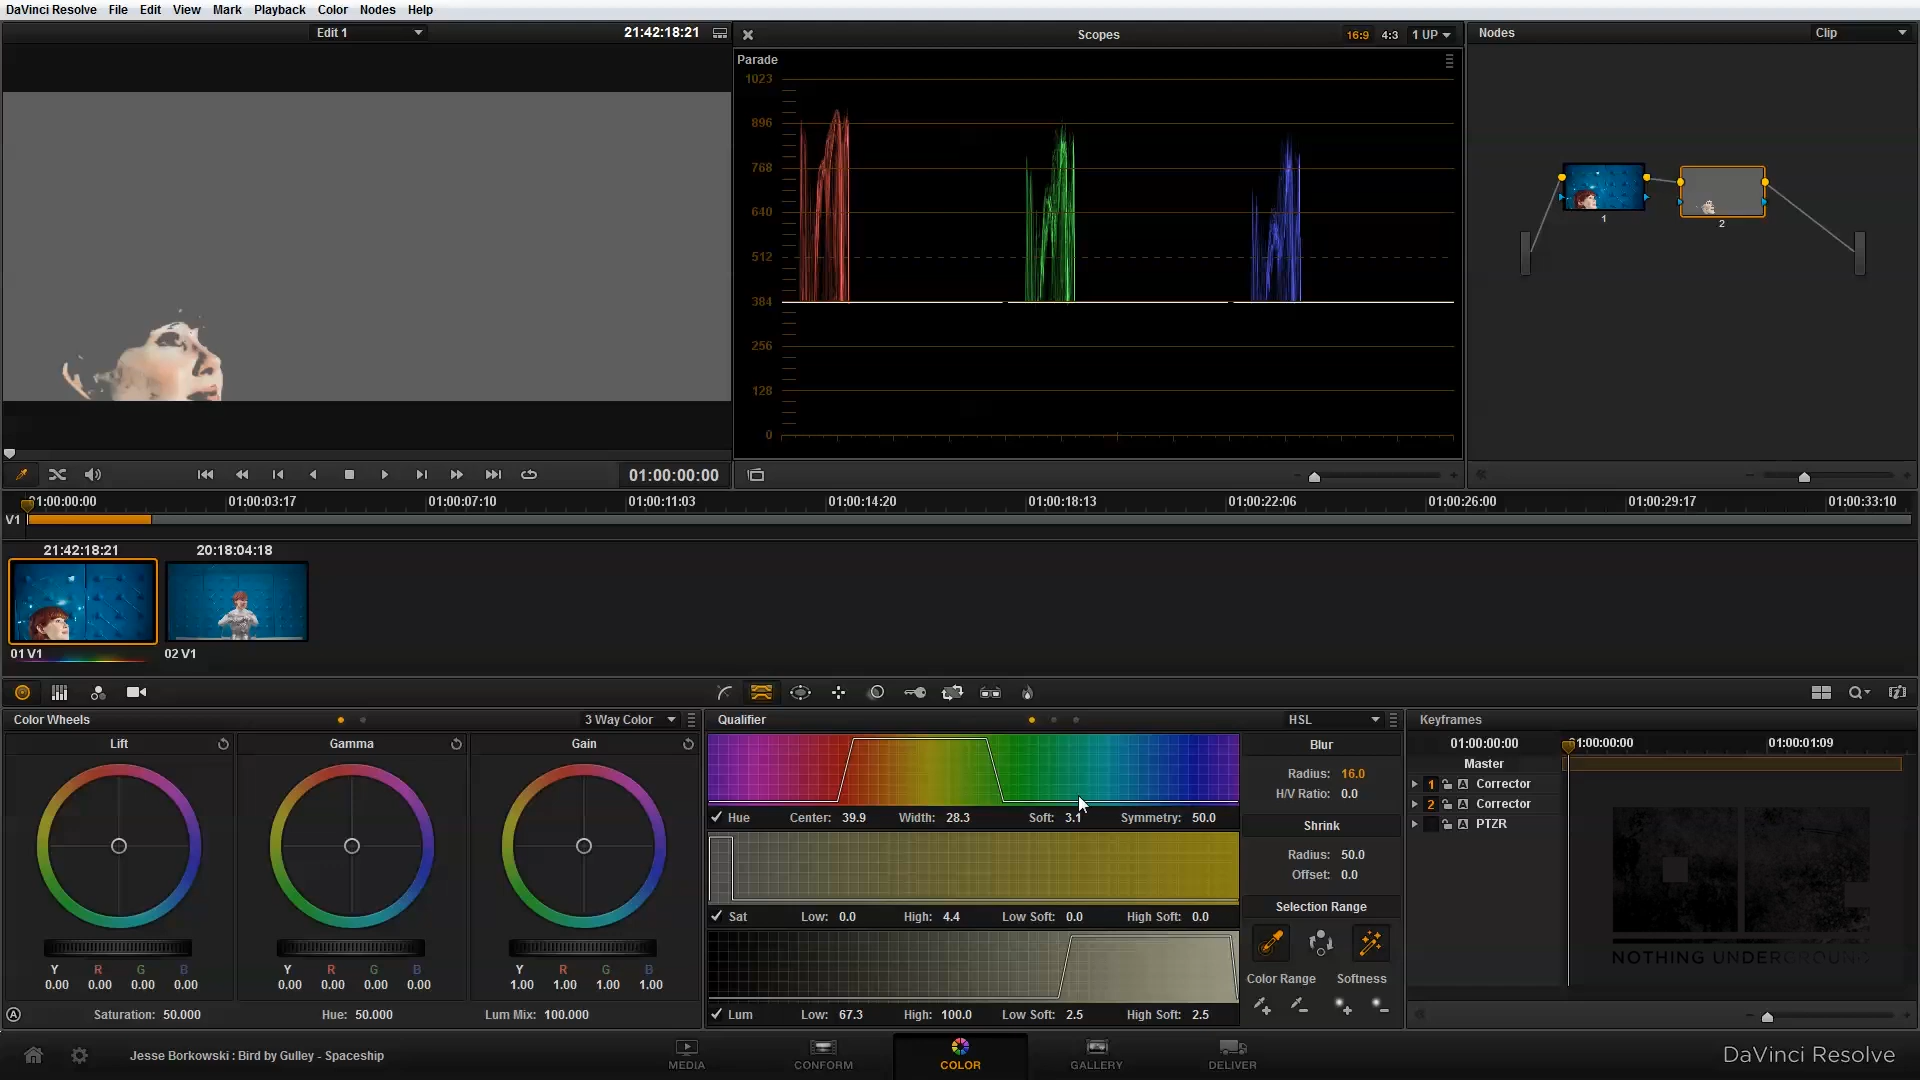 DaVinci Resolve File Edit View Mark Playback Color Nodes Help
Edit 1 21:42:18:21 Scopes 16:9 4:3 1 UP Nodes Clip
Parade
1023
896
768
640
512
384
256
128
0
1
2
01:00:00:00
01:00:00:00 01:00:03:17 01:00:07:10 01:00:11:03 01:00:14:20 01:00:18:13 01:00:22:06 01:00:26:00 01:00:29:17 01:00:33:10
V1
21:42:18:21 20:18:04:18
01 V1 02 V1
Color Wheels 3 Way Color Qualifier HSL Keyframes
Lift Gamma Gain Blur 01:00:00:00 01:00:00:00 01:00:01:09
Master
Radius: 16.0
H/V Ratio: 0.0
1 A Corrector
2 A Corrector
A PTZR
Hue Center: 39.9 Width: 28.3 Soft: 3.1 Symmetry: 50.0
Shrink
Radius: 50.0
Offset: 0.0
Sat Low: 0.0 High: 4.4 Low Soft: 0.0 High Soft: 0.0
Selection Range
Color Range Softness
NOTHING UNDERGROUND
Y R G B Y R G B Y R G B
0.00 0.00 0.00 0.00 0.00 0.00 0.00 0.00 1.00 1.00 1.00 1.00
A Saturation: 50.000 Hue: 50.000 Lum Mix: 100.000
Lum Low: 67.3 High: 100.0 Low Soft: 2.5 High Soft: 2.5
Jesse Borkowski : Bird by Gulley - Spaceship
MEDIA CONFORM COLOR GALLERY DELIVER
DaVinci Resolve